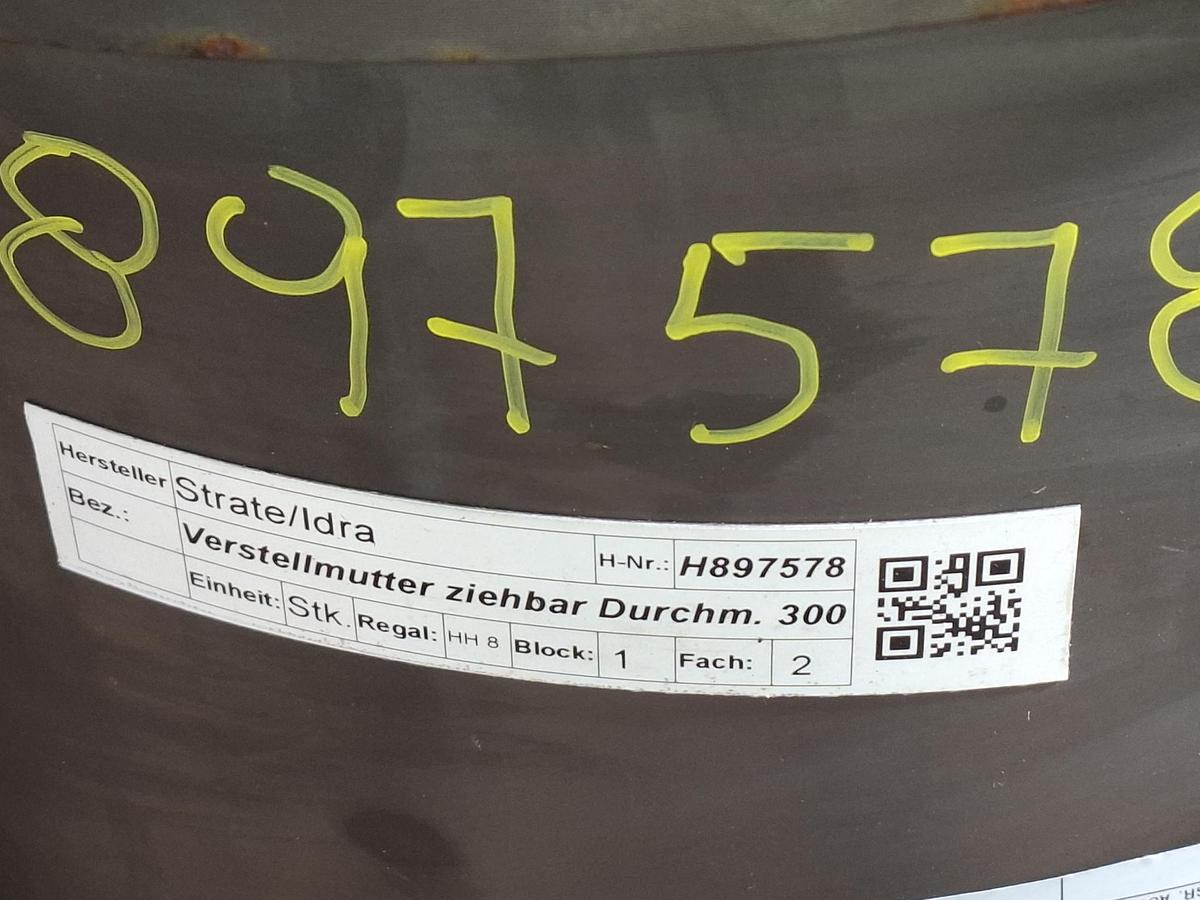 897578
Hersteller Strate/Idra H-Nr.: H897578
Bez.: Verstellmutter ziehbar Durchm. 300
Einheit: Stk. Regal: HH 8 Block: 1 Fach: 2